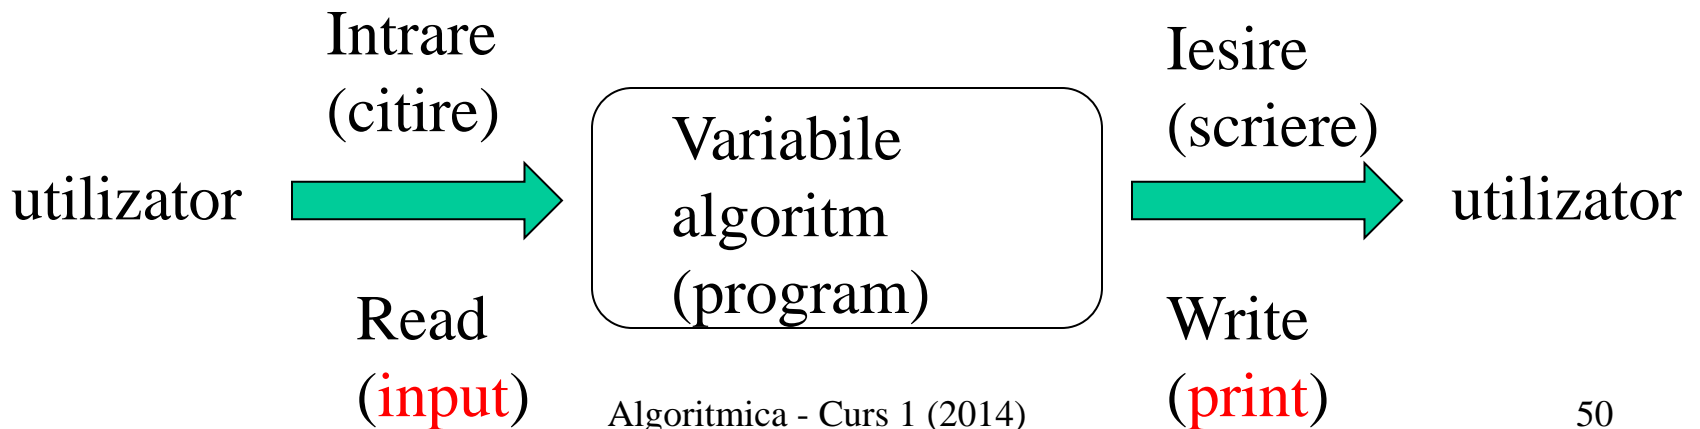 Intrare
(citire)
Iesire
(scriere)
utilizator
Variabile
algoritm
(program)
utilizator
Read
(input)
Write
(print)
Algoritmica - Curs 1 (2014)
50